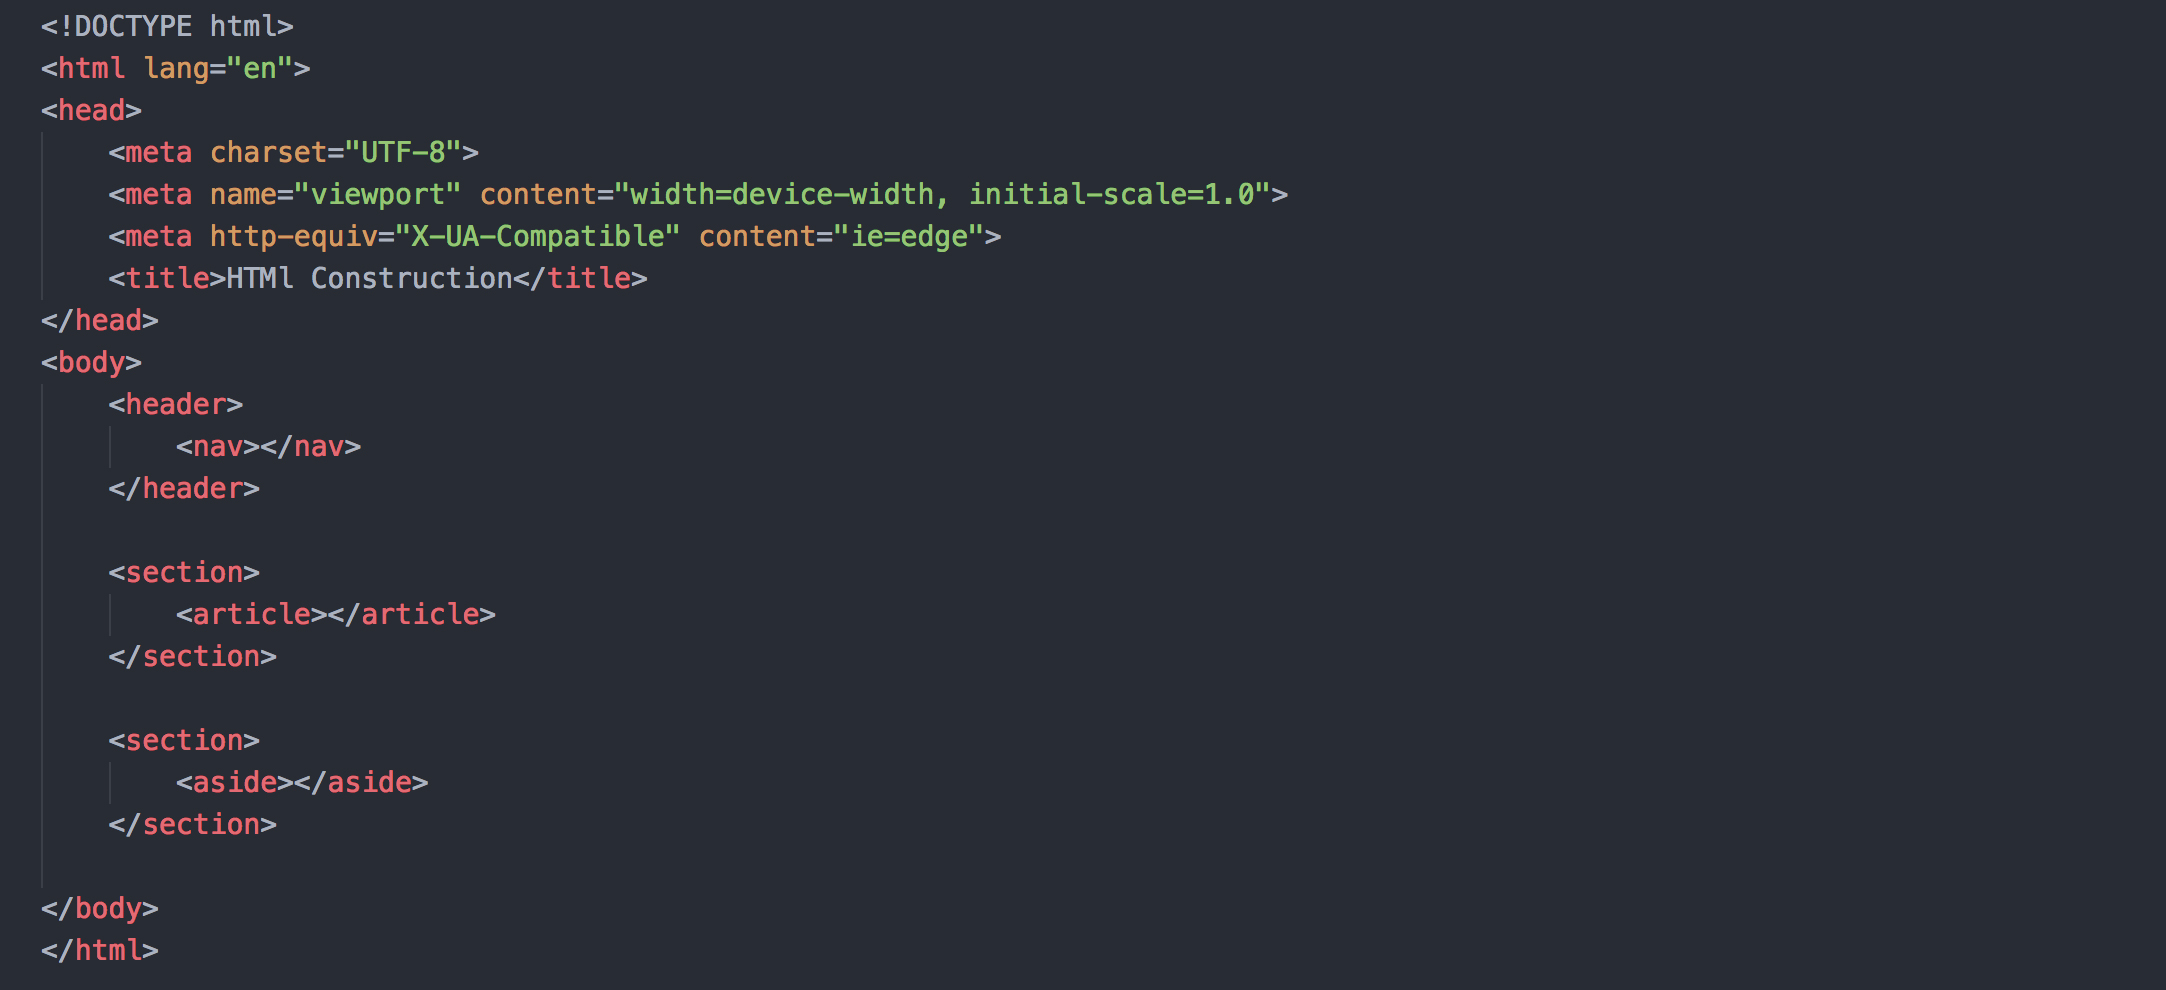 <!DOCTYPE html>
<html lang="en">
<head>
    <meta charset="UTF-8">
    <meta name="viewport" content="width=device-width, initial-scale=1.0">
    <meta http-equiv="X-UA-Compatible" content="ie=edge">
    <title>HTMl Construction</title>
</head>
<body>
    <header>
        <nav></nav>
    </header>

    <section>
        <article></article>
    </section>

    <section>
        <aside></aside>
    </section>

</body>
</html>